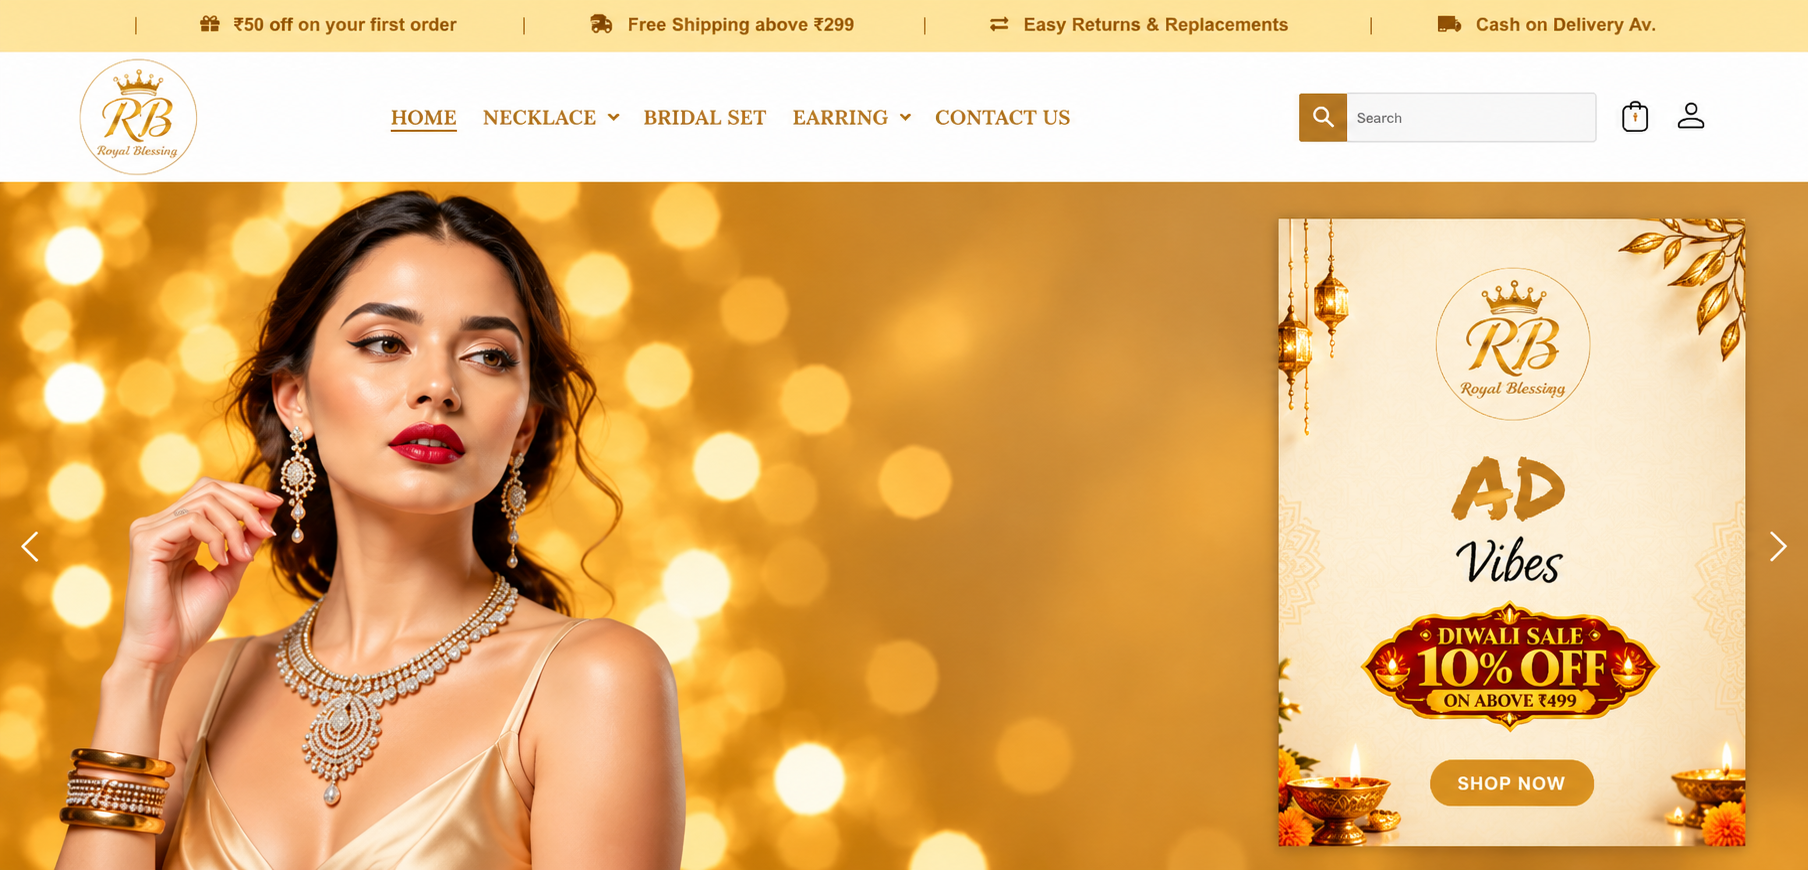 ₹50 off on your first order
Free Shipping above ₹299
Easy Returns & Replacements
Cash on Delivery Av.
RB
Royal Blessing
HOME
NECKLACE
BRIDAL SET
EARRING
CONTACT US
Search
RB
Royal Blessing
AD
Vibes
DIWALI SALE
10% OFF
ON ABOVE ₹499
SHOP NOW